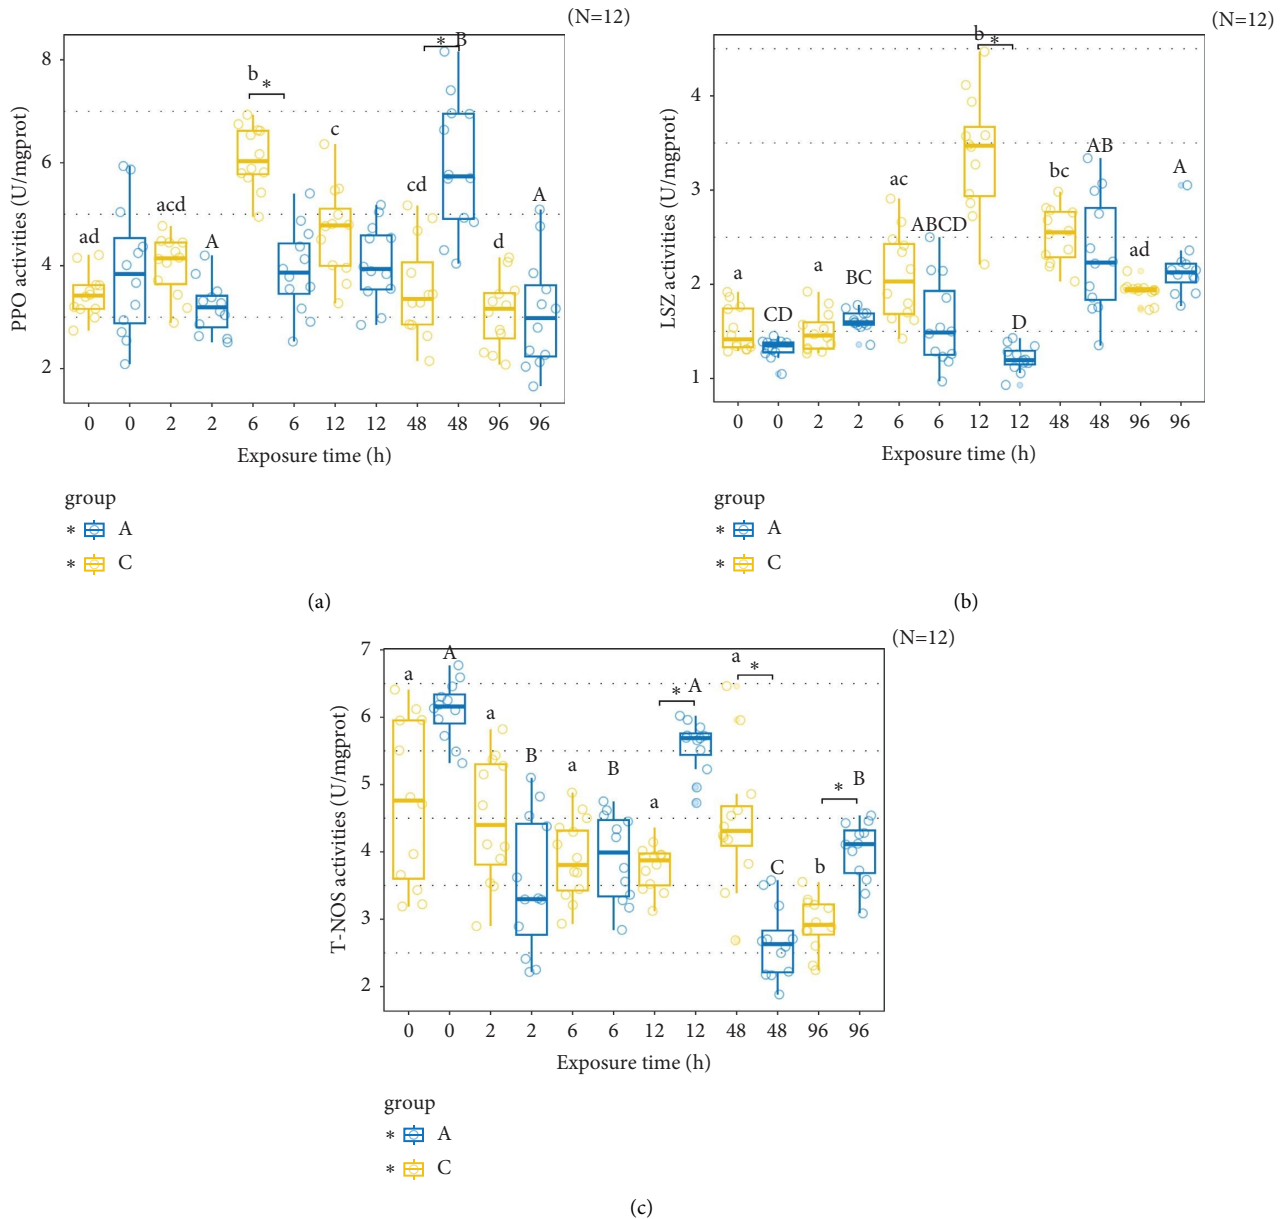 (N=12)
PPO activities (U/mgprot)
8
6
4
2
ad
acd
A
b
*
c
cd
*
B
d
A
0 0 2 2 6 6 12 12 48 48 96 96
Exposure time (h)
group
* A
* C
(a)
(N=12)
LSZ activities (U/mgprot)
4
3
2
1
a
CD
a
BC
ac
ABCD
b
*
D
bc
AB
ad
A
0 0 2 2 6 6 12 12 48 48 96 96
Exposure time (h)
group
* A
* C
(b)
(N=12)
T-NOS activities (U/mgprot)
7
6
5
4
3
2
a
A
a
B
a
B
a
*
A
a
*
C
b
*
B
0 0 2 2 6 6 12 12 48 48 96 96
Exposure time (h)
group
* A
* C
(c)